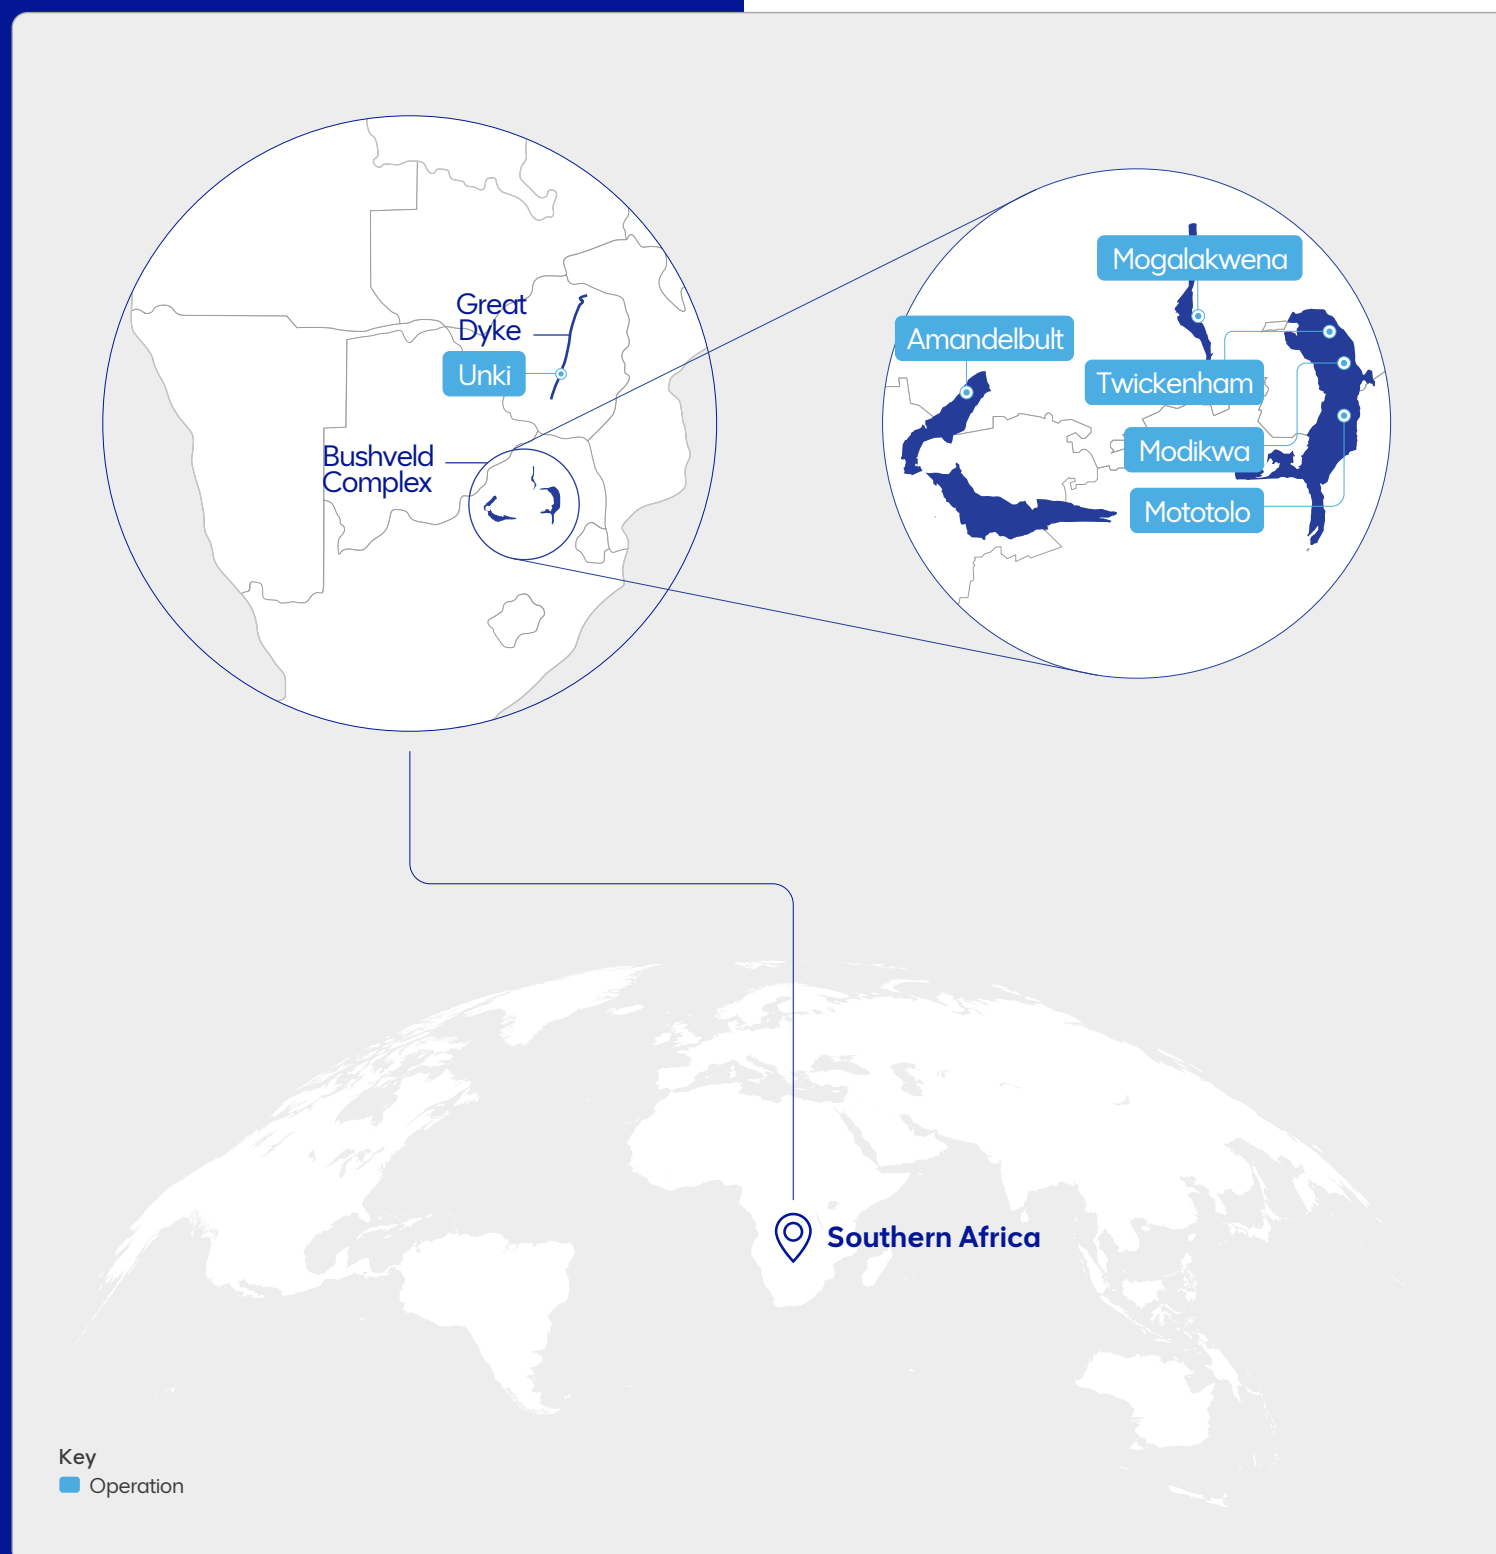 Great
Dyke
Unki
Bushveld
Complex
Mogalakwena
Amandelbult
Twickenham
Modikwa
Mototolo
Southern Africa
Key
Operation